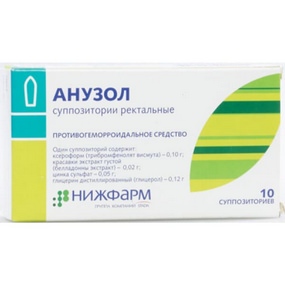 АНУЗОЛ
суппозитории ректальные
ПРОТИВОГЕМОРРОИДАЛЬНОЕ СРЕДСТВО
Один суппозиторий содержит:
ксероформ (трибромфенолят висмута) – 0,10 г;
красавки экстракт густой
(белладонны экстракт) – 0,02 г;
цинка сульфат – 0,05 г;
глицерин дистиллированный (глицерол) – 0,12 г
НИЖФАРМ
10
СУППОЗИТОРИЕВ